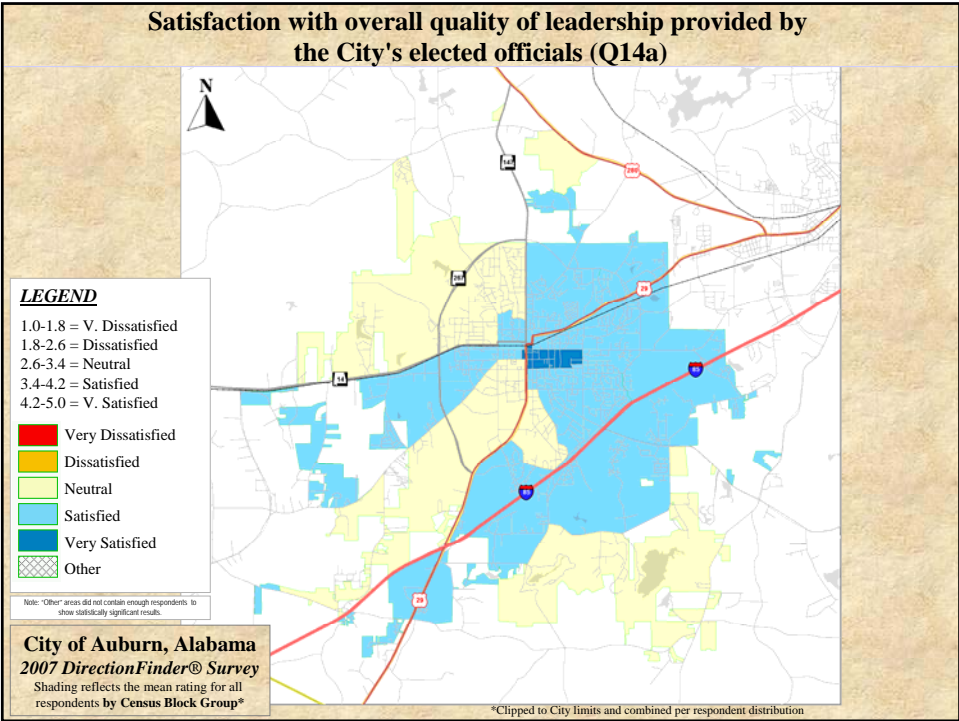 Satisfaction with overall quality of leadership provided by
the City's elected officials (Q14a)
N
147
280
267
29
14
85
85
29
LEGEND
1.0-1.8 = V. Dissatisfied
1.8-2.6 = Dissatisfied
2.6-3.4 = Neutral
3.4-4.2 = Satisfied
4.2-5.0 = V. Satisfied
Very Dissatisfied
Dissatisfied
Neutral
Satisfied
Very Satisfied
Other
Note: "Other" areas did not contain enough respondents to
show statistically significant results.
City of Auburn, Alabama
2007 DirectionFinder® Survey
Shading reflects the mean rating for all
respondents by Census Block Group*
*Clipped to City limits and combined per respondent distribution